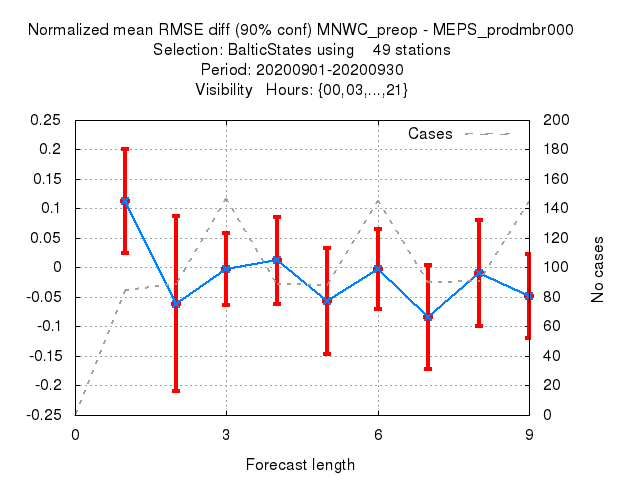 Normalized mean RMSE diff (90% conf) MNWC_preop - MEPS_prodmbr000
Selection: BalticStates using    49 stations
Period: 20200901-20200930
Visibility   Hours: {00,03,...,21}
Cases
0.25
0.2
0.15
0.1
0.05
0
-0.05
-0.1
-0.15
-0.2
-0.25
200
180
160
140
120
100
80
60
40
20
0
No cases
0 3 6 9
Forecast length